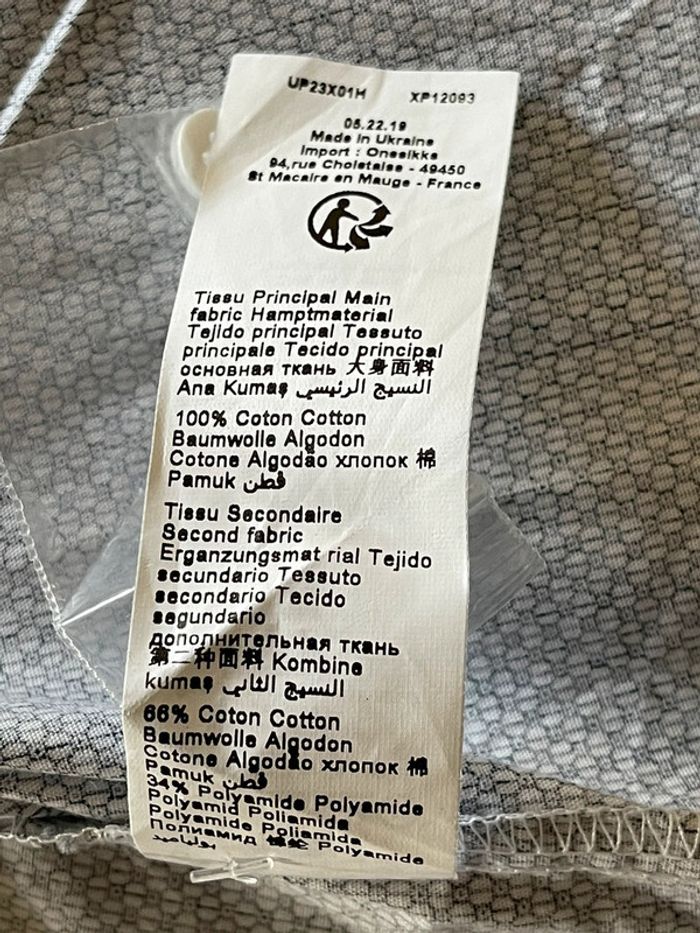 UP23X01H XP12093
05.22.19
Made in Ukraine
Import : Onesikke
94,rue Choletaise - 49450
St Macaire en Mauge - France
Tissu Principal Main
fabric Hamptmaterial
Tejido principal Tessuto
principale Tecido principal
основная ткань 大身面料
Ana Kumaş النسيج الرئيسي
100% Coton Cotton
Baumwolle Algodon
Cotone Algodão хлопок 棉
Pamuk قطن
Tissu Secondaire
Second fabric
Erganzungsmat rial Tejido
secundario Tessuto
secondario Tecido
segundario
дополнительная ткань
第二种面料 Kombine
kumaş النسيج الثاني
66% Coton Cotton
Baumwolle Algodon
Cotone Algodão хлопок 棉
Pamuk قطن
34% Polyamide Polyamide
Polyamid Poliamida
Polyamide Poliamida
Полиамид Polyamide
بولياميد